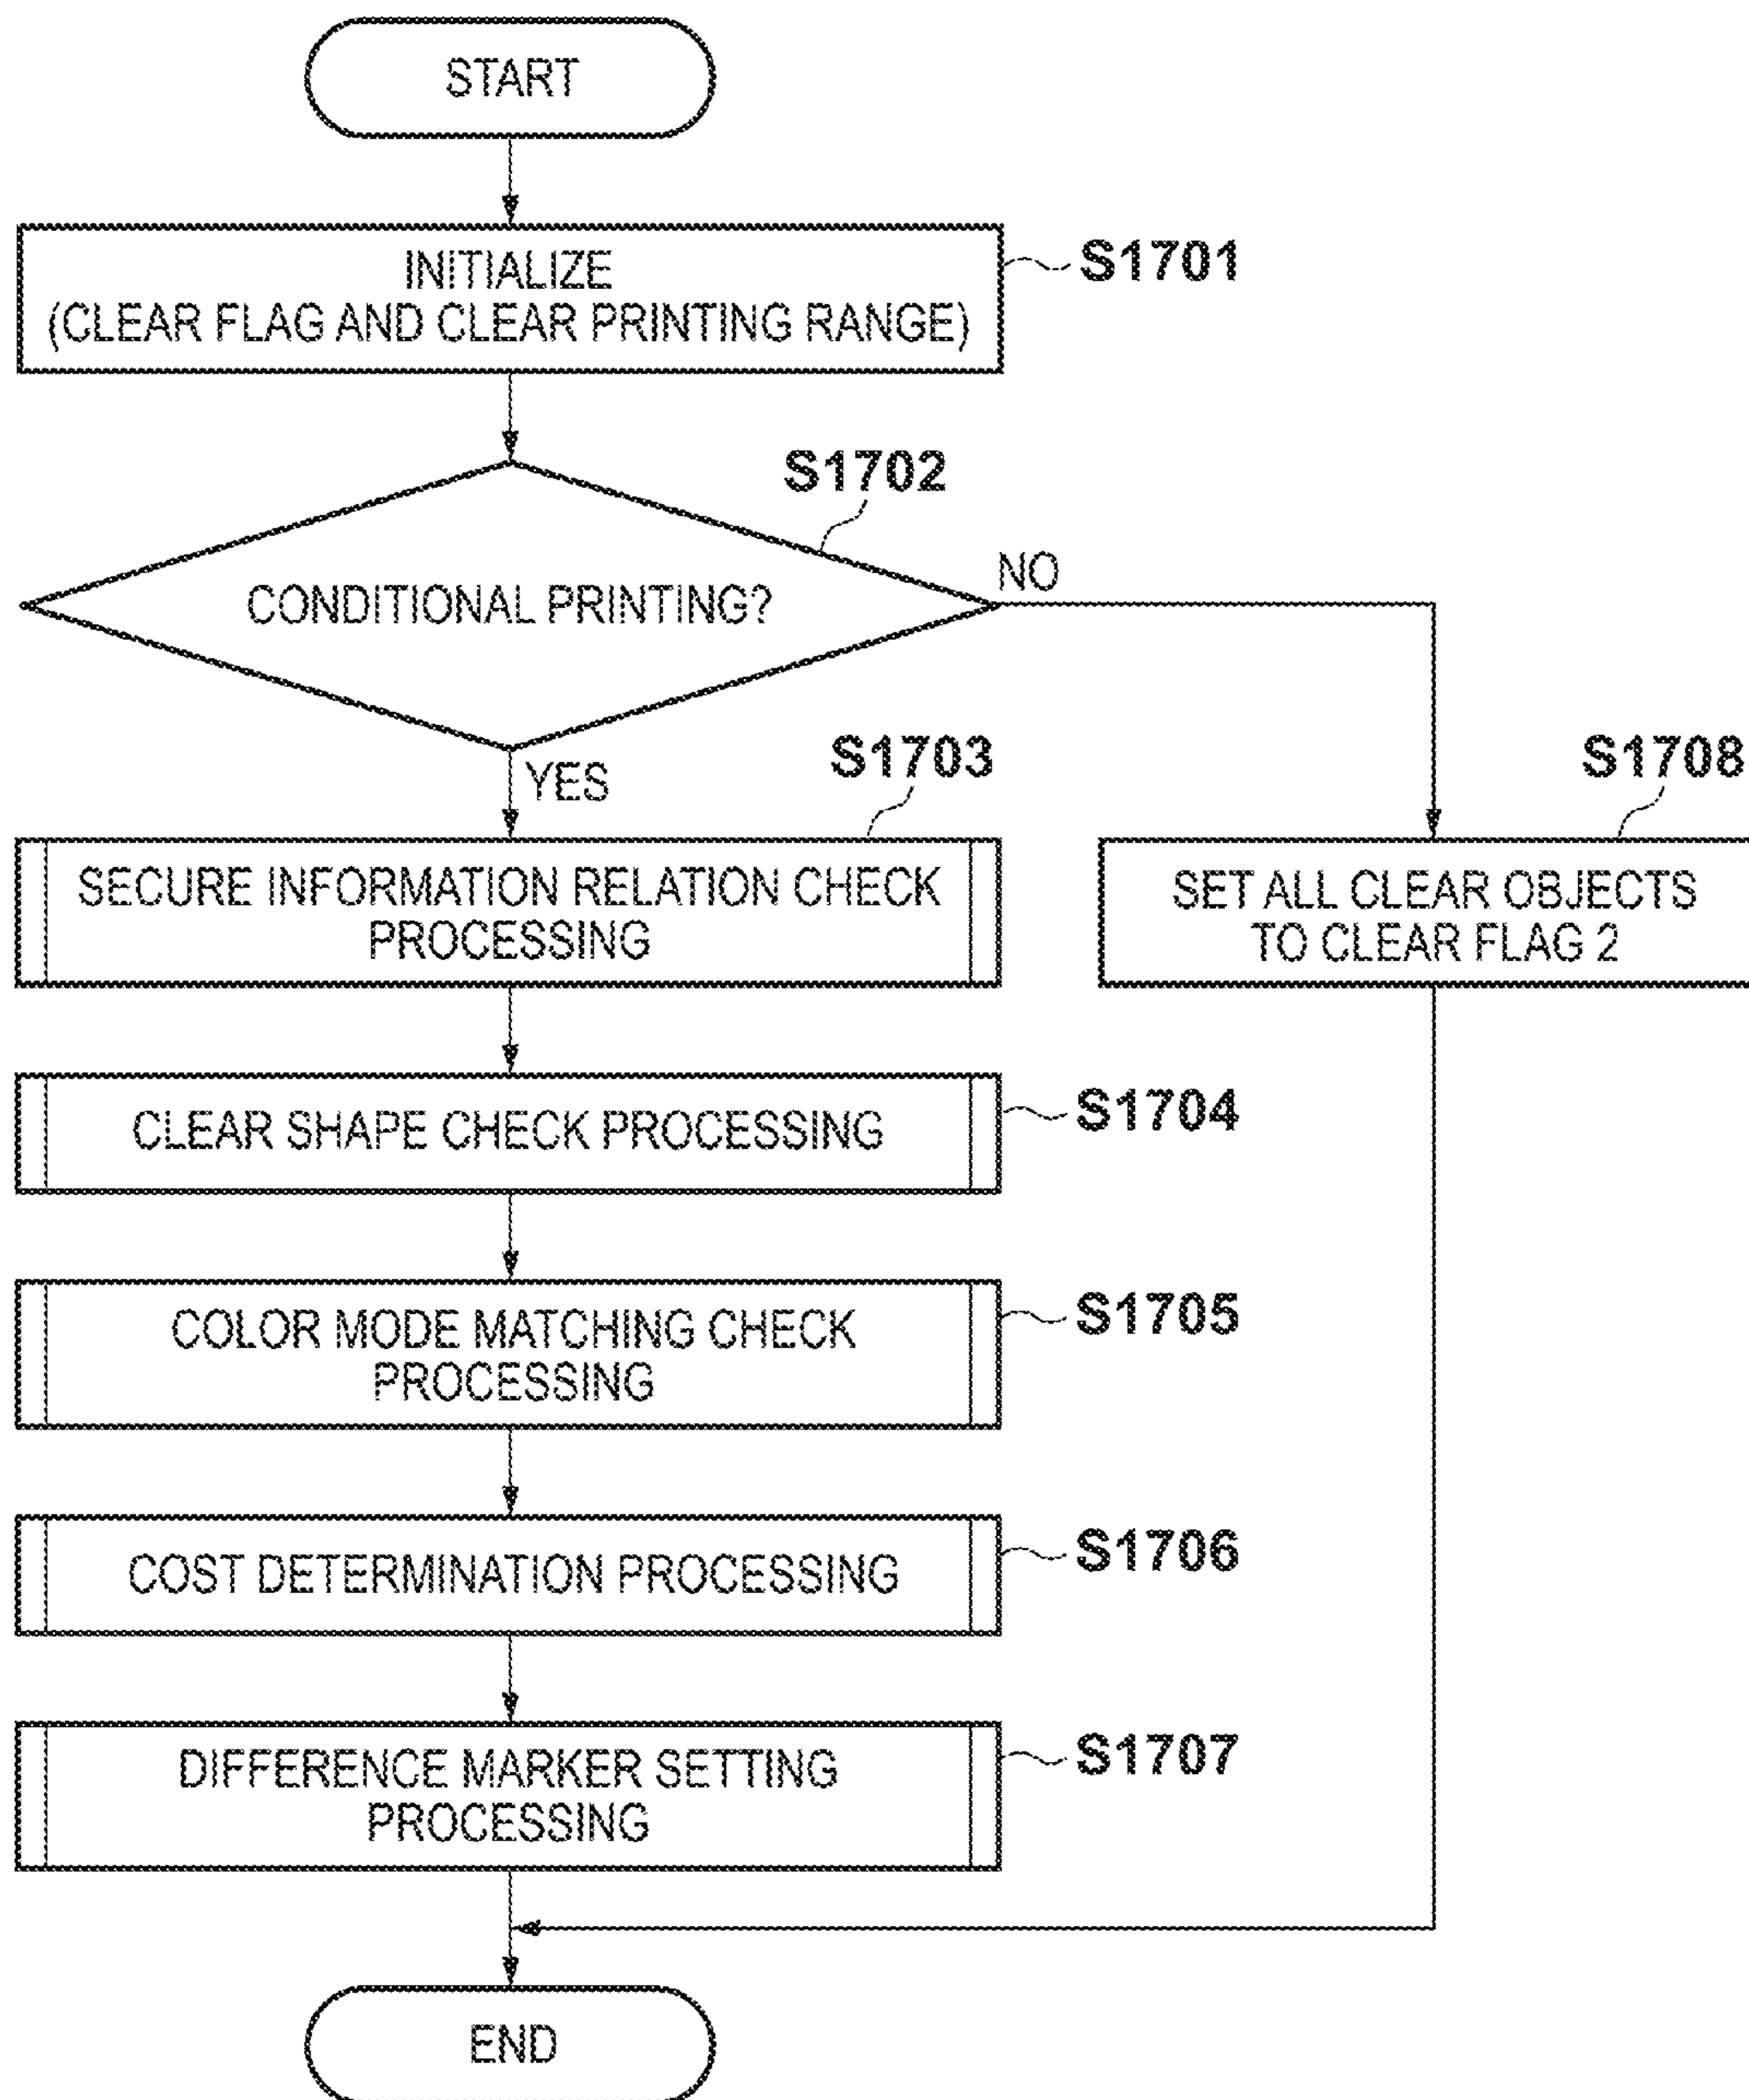 START
INITIALIZE
(CLEAR FLAG AND CLEAR PRINTING RANGE)
S1701
S1702
CONDITIONAL PRINTING?
NO
YES
S1703
S1708
SECURE INFORMATION RELATION CHECK
PROCESSING
SET ALL CLEAR OBJECTS
TO CLEAR FLAG 2
CLEAR SHAPE CHECK PROCESSING
S1704
COLOR MODE MATCHING CHECK
PROCESSING
S1705
COST DETERMINATION PROCESSING
S1706
DIFFERENCE MARKER SETTING
PROCESSING
S1707
END